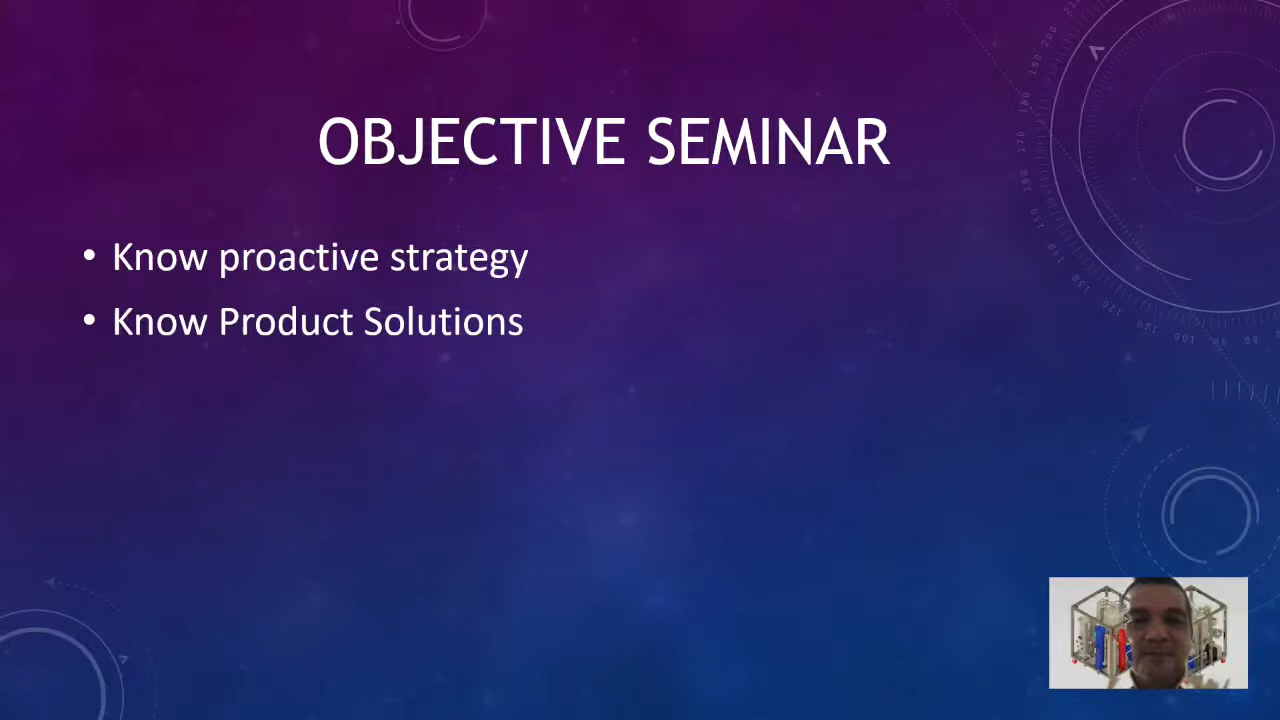 OBJECTIVE SEMINAR
• Know proactive strategy
• Know Product Solutions